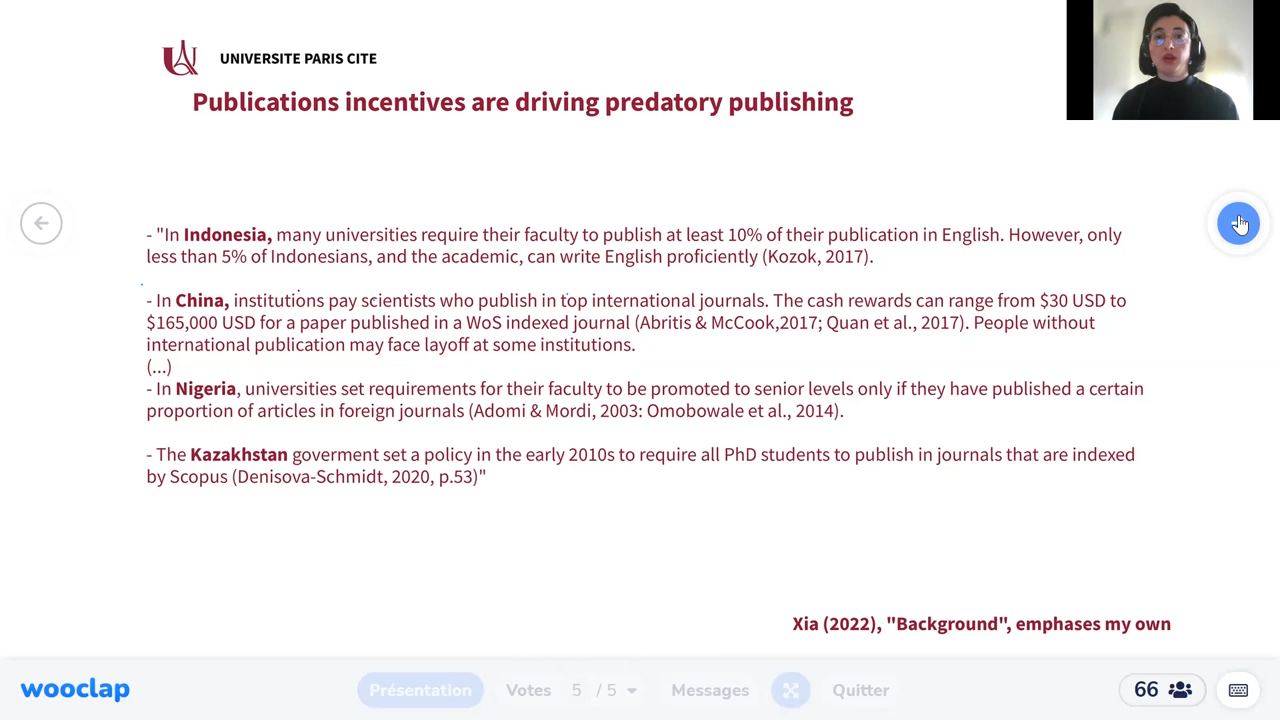 UNIVERSITE PARIS CITE
Publications incentives are driving predatory publishing
- "In Indonesia, many universities require their faculty to publish at least 10% of their publication in English. However, only
less than 5% of Indonesians, and the academic, can write English proficiently (Kozok, 2017).
- In China, institutions pay scientists who publish in top international journals. The cash rewards can range from $30 USD to
$165,000 USD for a paper published in a WoS indexed journal (Abritis & McCook,2017; Quan et al., 2017). People without
international publication may face layoff at some institutions.
(...)
- In Nigeria, universities set requirements for their faculty to be promoted to senior levels only if they have published a certain
proportion of articles in foreign journals (Adomi & Mordi, 2003: Omobowale et al., 2014).
- The Kazakhstan goverment set a policy in the early 2010s to require all PhD students to publish in journals that are indexed
by Scopus (Denisova-Schmidt, 2020, p.53)"
Xia (2022), "Background", emphases my own
wooclap Présentation Votes 5 / 5 Messages Quitter 66